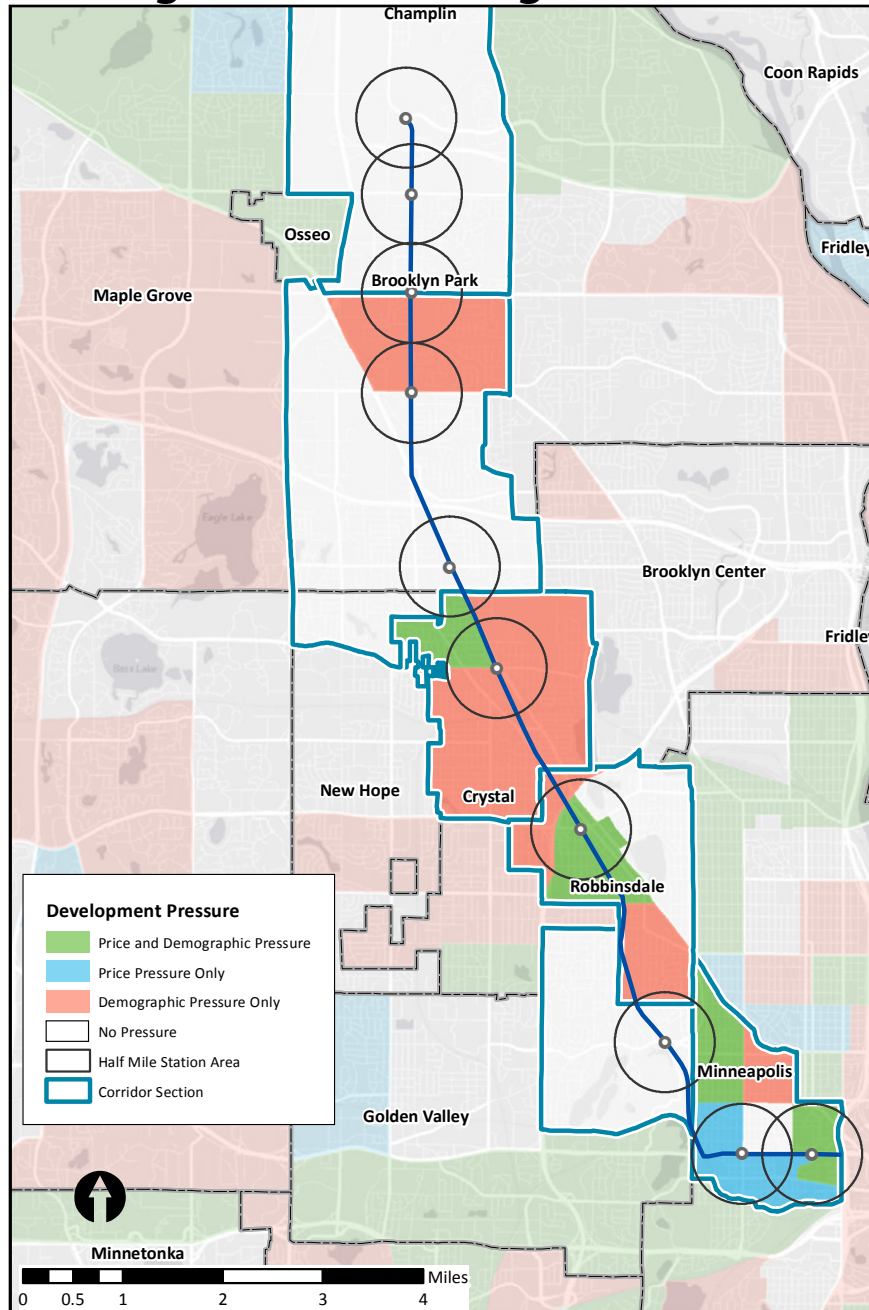 Champlin
Coon Rapids
Osseo
Fridley
Brooklyn Park
Maple Grove
Eagle Lake
Brooklyn Center
Fridley
Bass Lake
New Hope
Crystal
Robbinsdale
Minneapolis
Golden Valley
Minnetonka
Development Pressure
Price and Demographic Pressure
Price Pressure Only
Demographic Pressure Only
No Pressure
Half Mile Station Area
Corridor Section
Miles
0 0.5 1 2 3 4